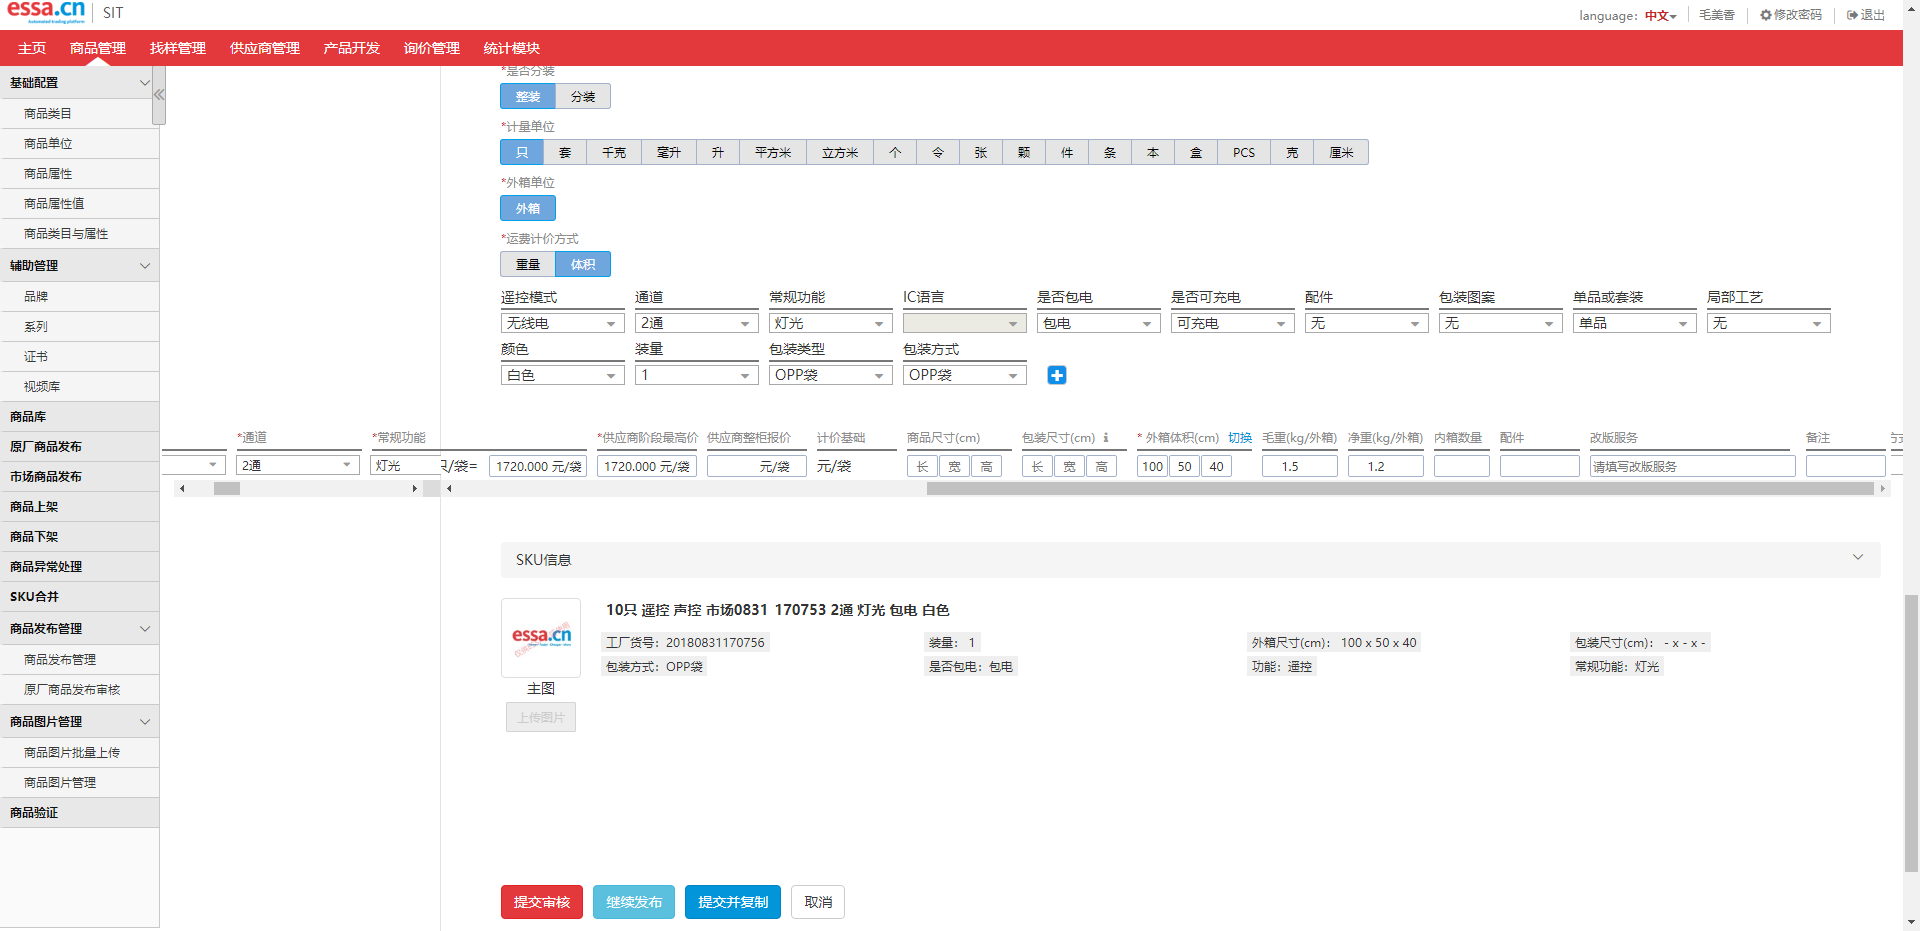 essa.cn SIT
Automated trading platform
language: 中文 毛美香 修改密码 退出
主页 商品管理 找样管理 供应商管理 产品开发 询价管理 统计模块
基础配置
商品类目
商品单位
商品属性
商品属性值
商品类目与属性
辅助管理
品牌
系列
证书
视频库
商品库
原厂商品发布
市场商品发布
商品上架
商品下架
商品异常处理
SKU合并
商品发布管理
商品发布管理
原厂商品发布审核
商品图片管理
商品图片批量上传
商品图片管理
商品验证
*是否分装
整装 分装
*计量单位
只 套 千克 毫升 升 平方米 立方米 个 令 张 颗 件 条 本 盒 PCS 克 厘米
*外箱单位
外箱
*运费计价方式
重量 体积
遥控模式 通道 常规功能 IC语言 是否包电 是否可充电 配件 包装图案 单品或套装 局部工艺
无线电 2通 灯光 包电 可充电 无 无 单品 无
颜色 装量 包装类型 包装方式
白色 1 OPP袋 OPP袋
*通道 *常规功能 *供应商阶段最高价 供应商整柜报价 计价基础 商品尺寸(cm) 包装尺寸(cm) *外箱体积(cm) 切换 毛重(kg/外箱) 净重(kg/外箱) 内箱数量 配件 改版服务 备注
2通 灯光 只/袋= 1720.000 元/袋 1720.000 元/袋 元/袋 元/袋 长 宽 高 长 宽 高 100 50 40 1.5 1.2 请填写改版服务
SKU信息
essa.cn
10只 遥控 声控 市场0831 170753 2通 灯光 包电 白色
工厂货号：20180831170756 装量：1 外箱尺寸(cm)：100 x 50 x 40 包装尺寸(cm)：- x - x -
包装方式：OPP袋 是否包电：包电 功能：遥控 常规功能：灯光
主图
上传图片
提交审核 继续发布 提交并复制 取消